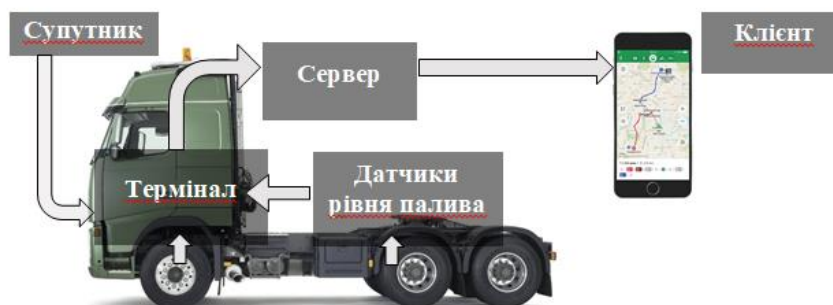 Супутник
Сервер
Клієнт
Термінал
Датчики
рівня палива